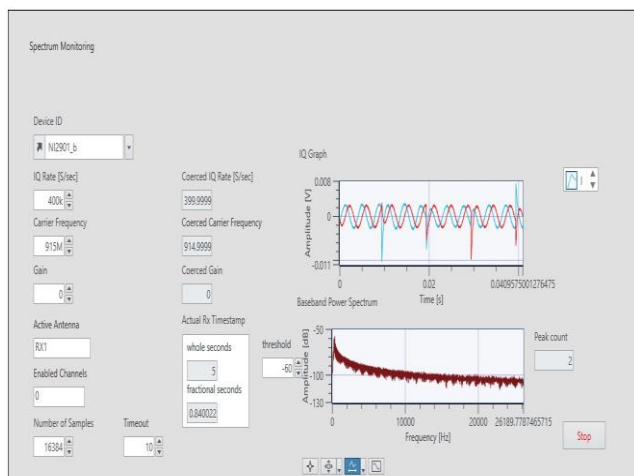 Spectrum Monitoring
Device ID
NI2901_b
IQ Rate [S/sec]
400k
Coerced IQ Rate [S/sec]
399.9999
Carrier Frequency
915M
Coerced Carrier Frequency
914.9999
Gain
0
Coerced Gain
0
Active Antenna
RX1
Enabled Channels
0
Number of Samples
16384
Timeout
10
Actual Rx Timestamp
whole seconds
5
fractional seconds
0.840022
threshold
-60
IQ Graph
I
Amplitude [V]
0.008
0
-0.011
0
0.02
0.0409575001276475
Time [s]
Baseband Power Spectrum
Amplitude [dB]
-50
-100
-130
0
10000
20000
26189.7787465715
Frequency [Hz]
Peak count
2
Stop